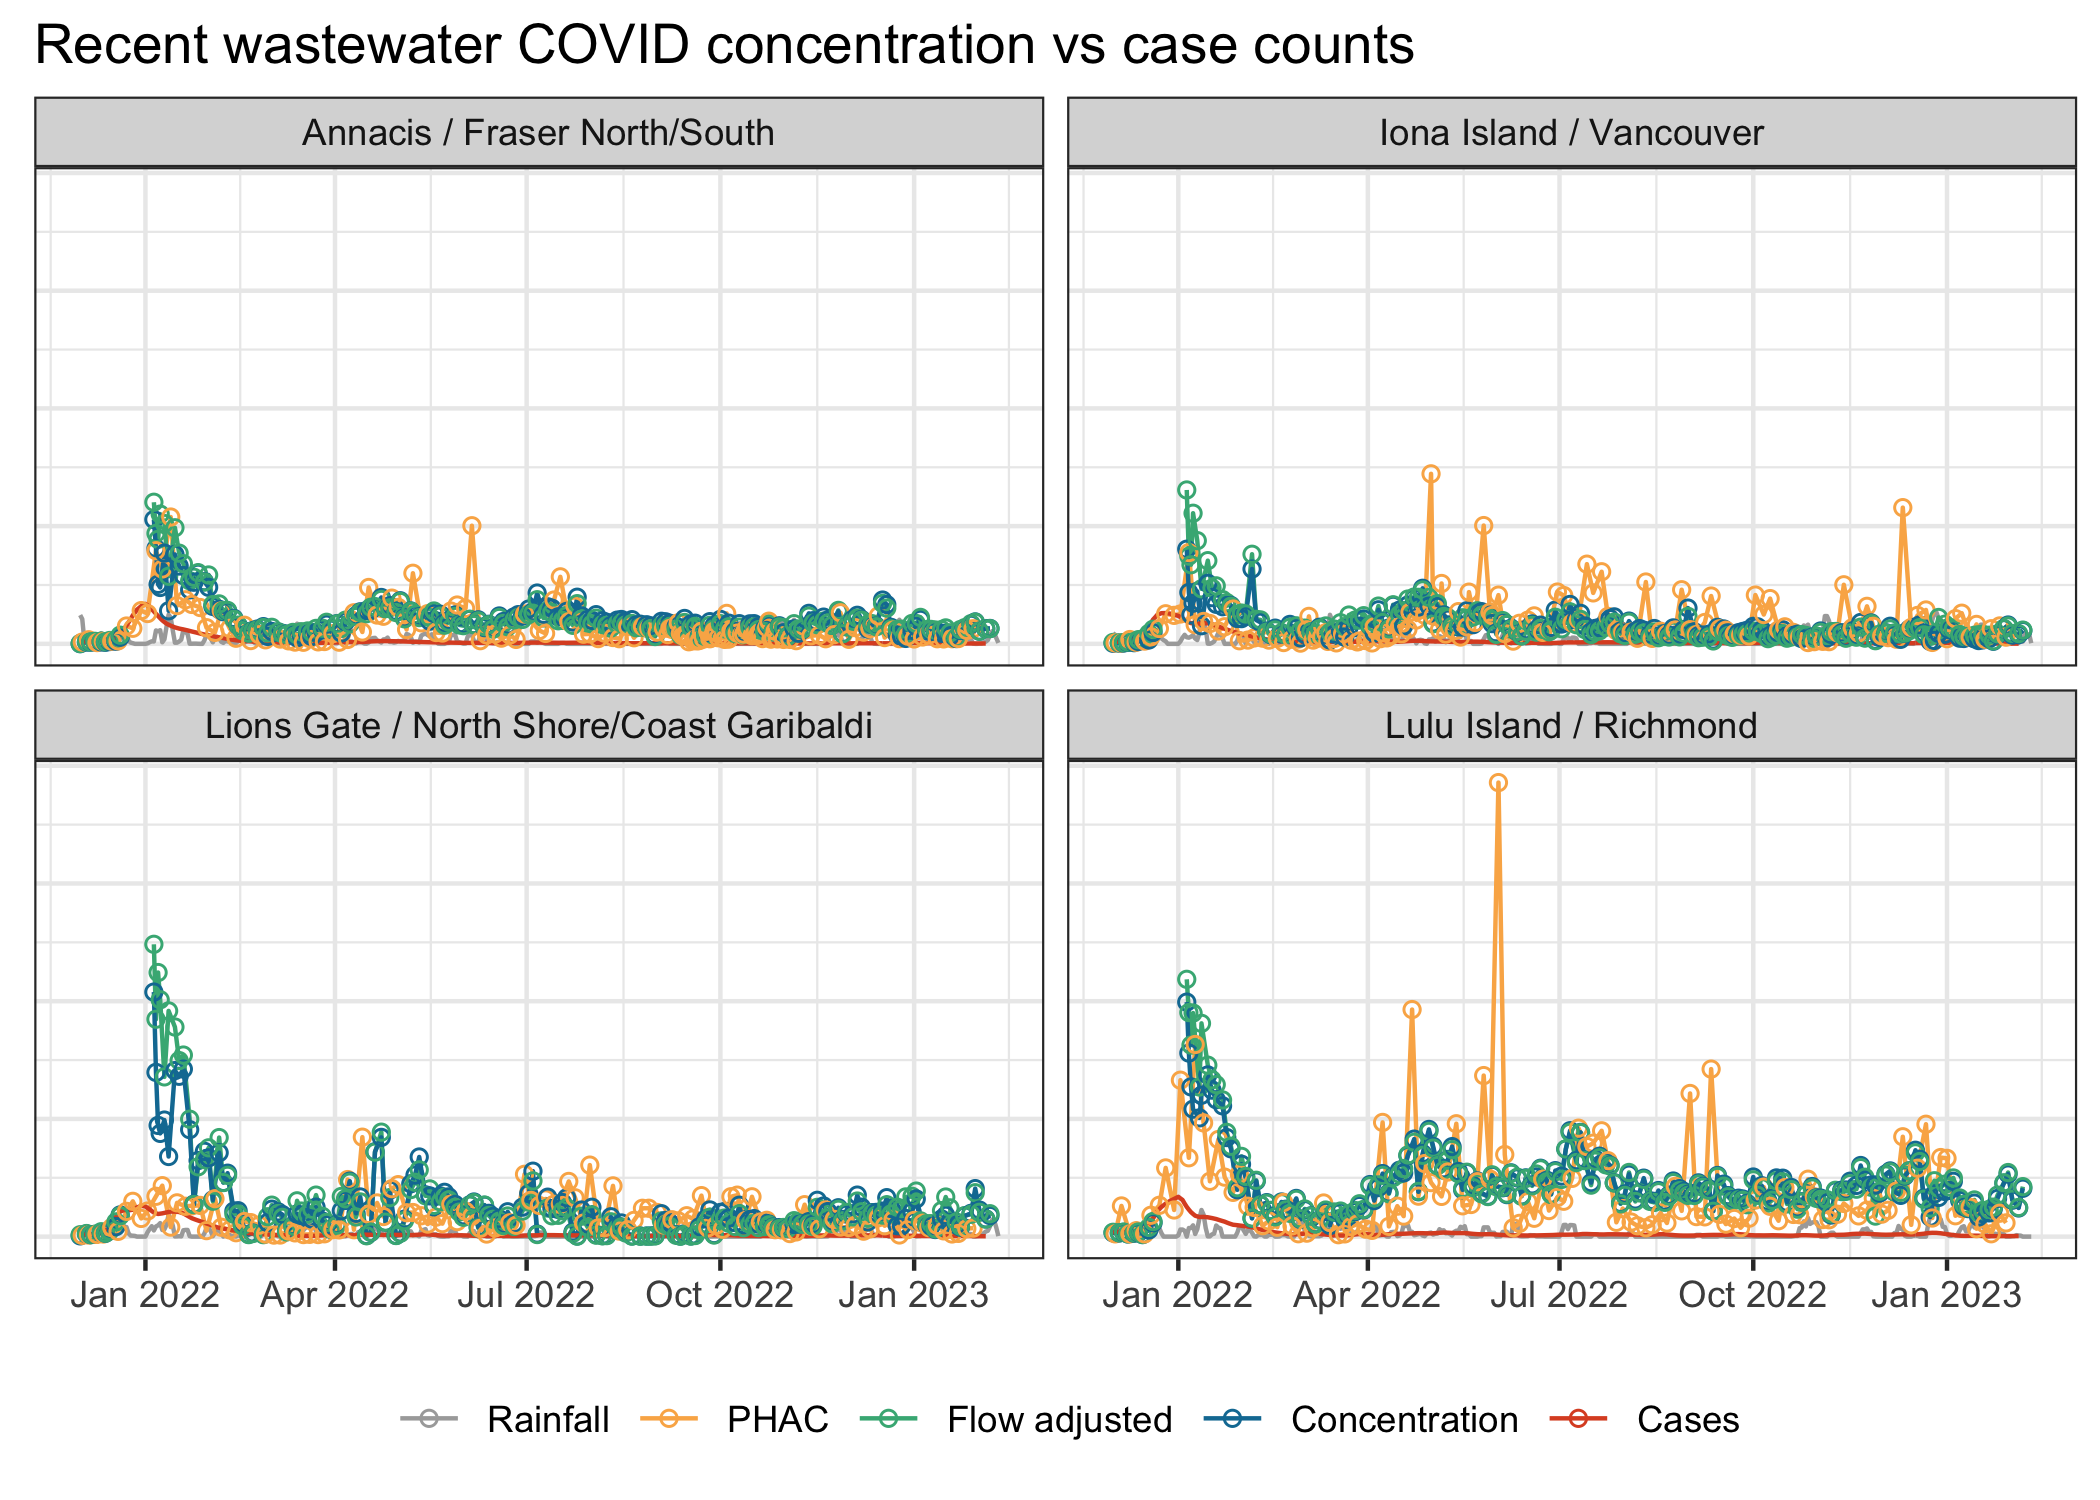 Recent wastewater COVID concentration vs case counts
Annacis / Fraser North/South
Iona Island / Vancouver
Lions Gate / North Shore/Coast Garibaldi
Lulu Island / Richmond
Jan 2022 Apr 2022 Jul 2022 Oct 2022 Jan 2023
Jan 2022 Apr 2022 Jul 2022 Oct 2022 Jan 2023
Rainfall PHAC Flow adjusted Concentration Cases